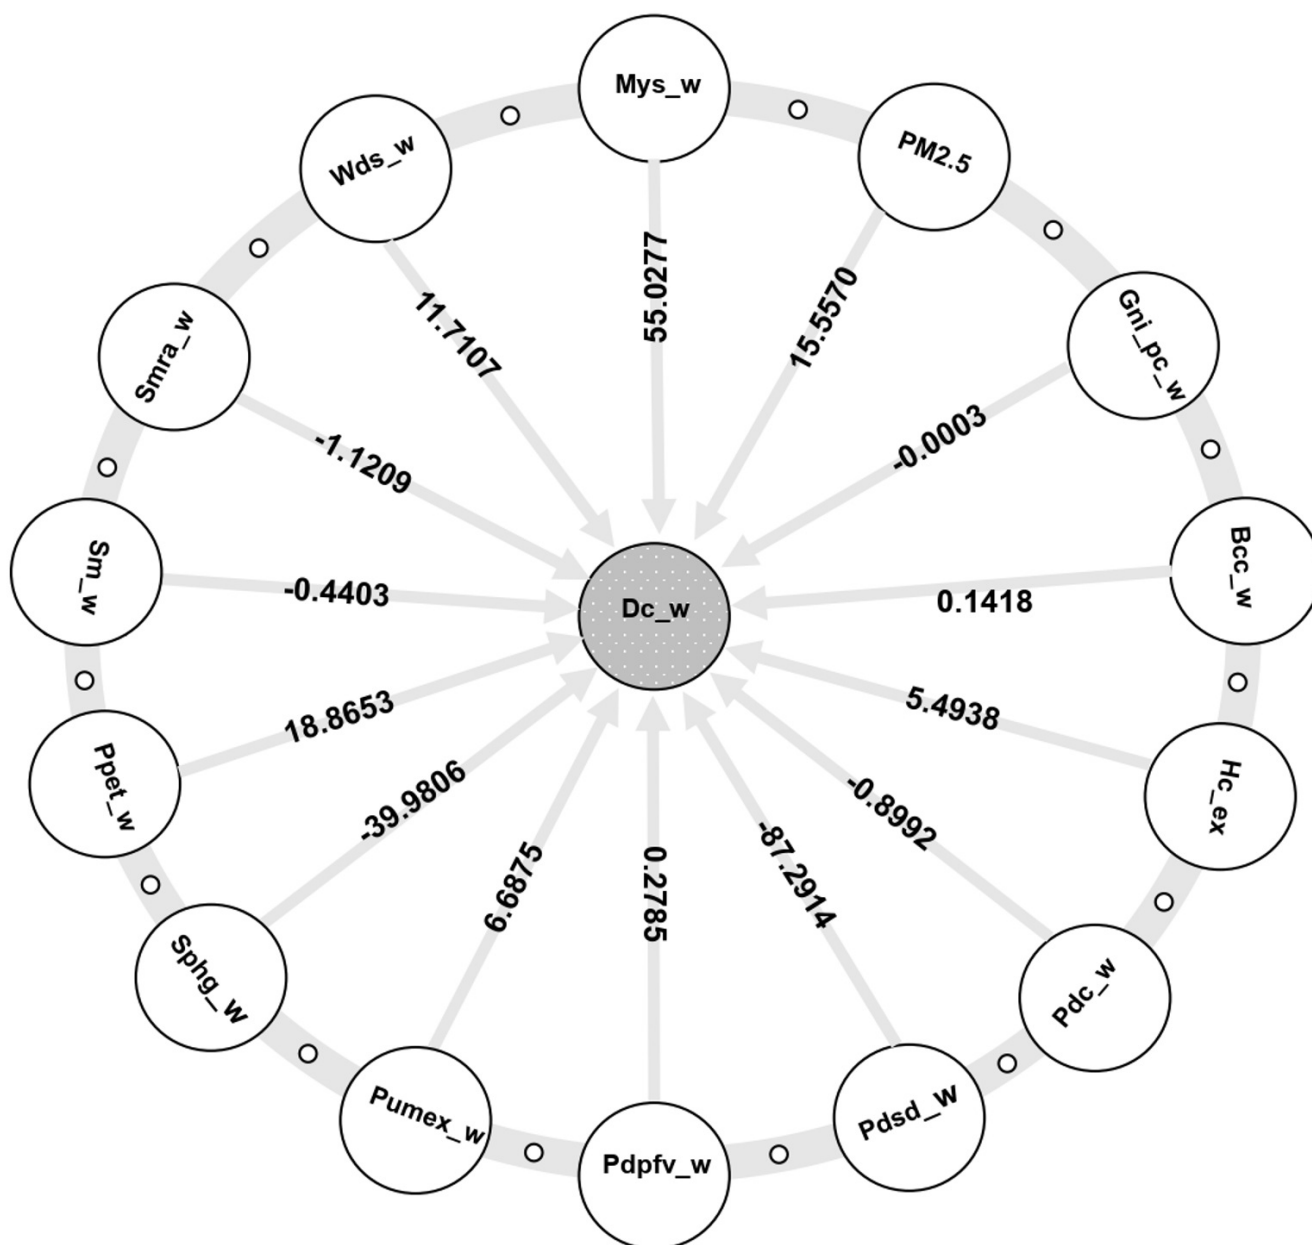 Mys_w
PM2.5
Wds_w
Gni_pc_w
55.0277
15.5570
11.7107
Smra_w
-0.0003
-1.1209
Sm_w
Bcc_w
-0.4403
0.1418
Dc_w
18.8653
5.4938
Ppet_w
Hc_ex
-39.9806
-0.8992
6.6875
0.2785
-87.2914
Sphg_W
Pdc_w
Pumex_w
Pdpfv_w
Pdsd_W